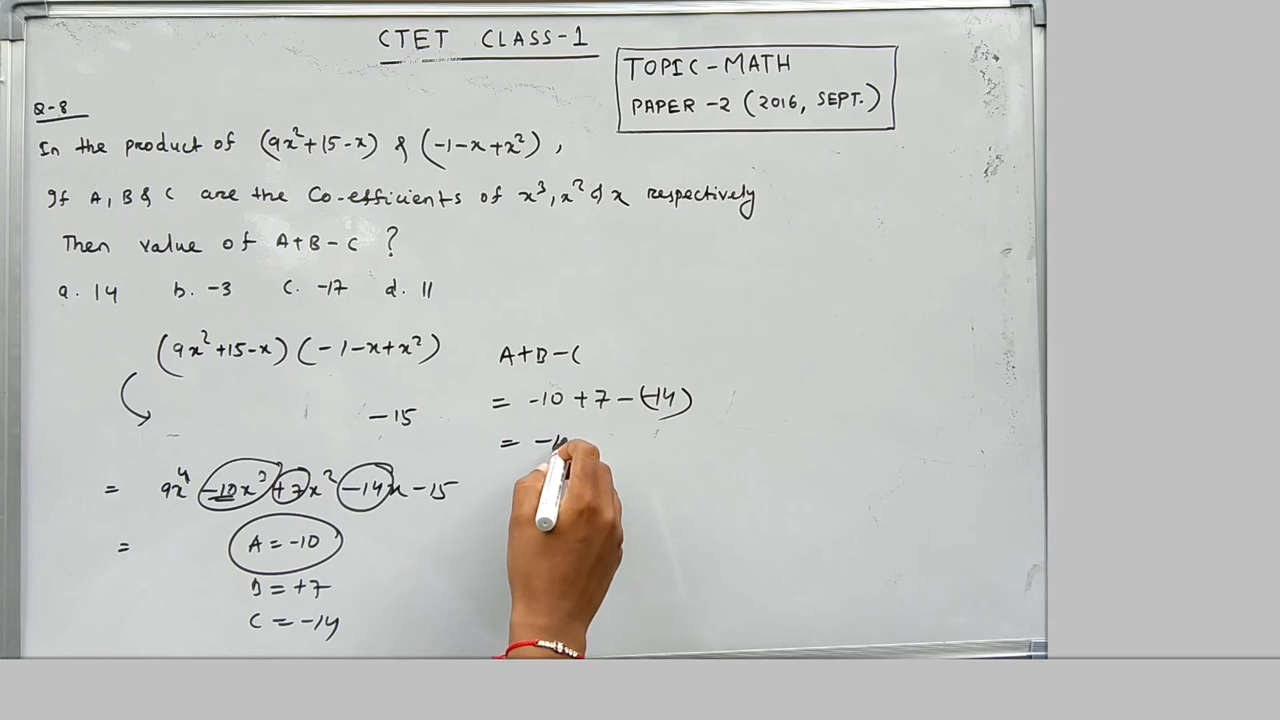 CTET CLASS-1
TOPIC-MATH
PAPER -2 (2016, SEPT.)
Q-8
In the product of (9x²+15-x) & (-1-x+x²),
If A, B & C are the Co-efficients of x³, x² & x respectively
Then value of A+B-C ?
a. 14 b. -3 c. -17 d. 11
(9x²+15-x) (-1-x+x²)
-15
= 9x⁴ -10x³ +7x² -14x -15
= A = -10
B = +7
C = -14
A+B-C
= -10 +7 -(-14)
= -1